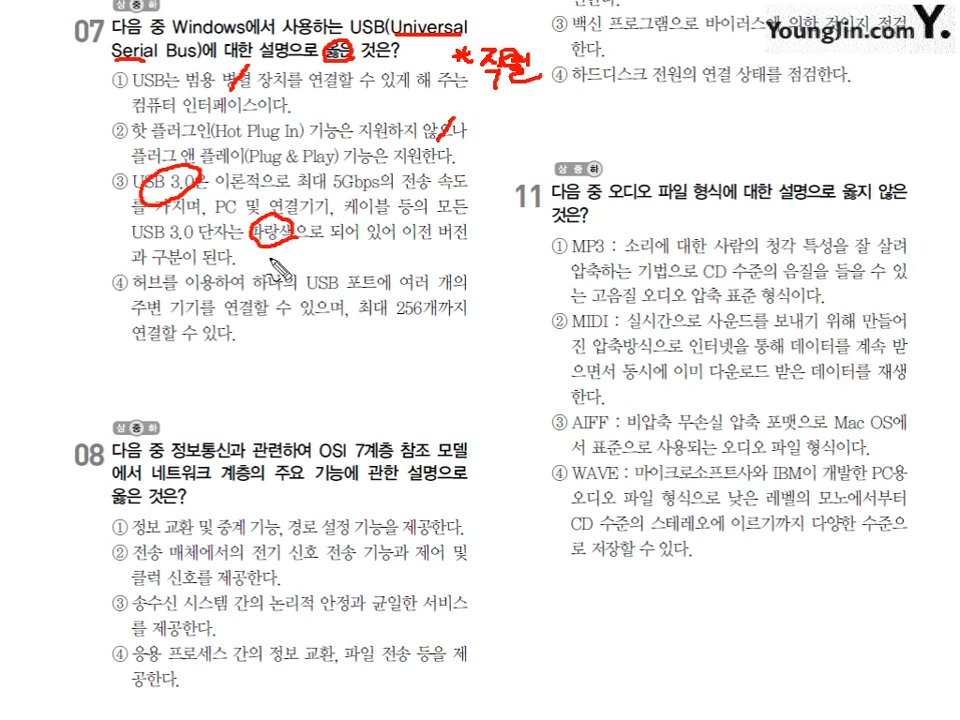 상 중 하
07 다음 중 Windows에서 사용하는 USB(Universal
Serial Bus)에 대한 설명으로 옳은 것은?
* 직렬
① USB는 범용 병렬 장치를 연결할 수 있게 해 주는
컴퓨터 인터페이스이다.
② 핫 플러그인(Hot Plug In) 기능은 지원하지 않으나
플러그 앤 플레이(Plug & Play) 기능은 지원한다.
③ USB 3.0은 이론적으로 최대 5Gbps의 전송 속도
를 가지며, PC 및 연결기기, 케이블 등의 모든
USB 3.0 단자는 파랑색으로 되어 있어 이전 버전
과 구분이 된다.
④ 허브를 이용하여 하나의 USB 포트에 여러 개의
주변 기기를 연결할 수 있으며, 최대 256개까지
연결할 수 있다.
상 중 하
08 다음 중 정보통신과 관련하여 OSI 7계층 참조 모델
에서 네트워크 계층의 주요 기능에 관한 설명으로
옳은 것은?
① 정보 교환 및 중계 기능, 경로 설정 기능을 제공한다.
② 전송 매체에서의 전기 신호 전송 기능과 제어 및
클럭 신호를 제공한다.
③ 송수신 시스템 간의 논리적 안정과 균일한 서비스
를 제공한다.
④ 응용 프로세스 간의 정보 교환, 파일 전송 등을 제
공한다.
③ 백신 프로그램으로 바이러스에 의한 것인지 점검
한다.
④ 하드디스크 전원의 연결 상태를 점검한다.
YoungJin.com Y.
상 중 하
11 다음 중 오디오 파일 형식에 대한 설명으로 옳지 않은
것은?
① MP3 : 소리에 대한 사람의 청각 특성을 잘 살려
압축하는 기법으로 CD 수준의 음질을 들을 수 있
는 고음질 오디오 압축 표준 형식이다.
② MIDI : 실시간으로 사운드를 보내기 위해 만들어
진 압축방식으로 인터넷을 통해 데이터를 계속 받
으면서 동시에 이미 다운로드 받은 데이터를 재생
한다.
③ AIFF : 비압축 무손실 압축 포맷으로 Mac OS에
서 표준으로 사용되는 오디오 파일 형식이다.
④ WAVE : 마이크로소프트사와 IBM이 개발한 PC용
오디오 파일 형식으로 낮은 레벨의 모노에서부터
CD 수준의 스테레오에 이르기까지 다양한 수준으
로 저장할 수 있다.